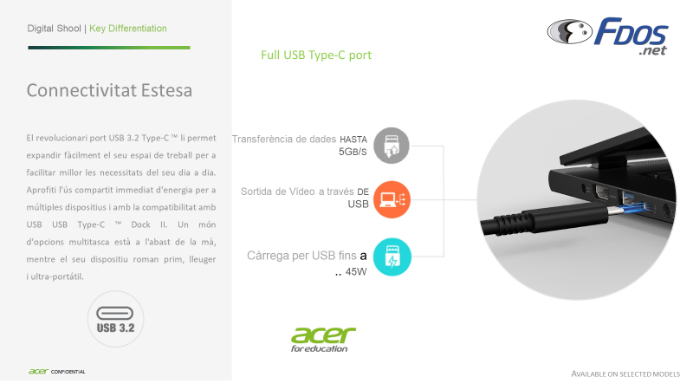 Digital Shool | Key Differentiation
Connectivitat Estesa
El revolucionari port USB 3.2 Type-C ™ li permet
expandir fàcilment el seu espai de treball per a
facilitar millor les necessitats del seu dia a dia.
Aprofiti l'ús compartit immediat d'energia per a
múltiples dispositius i amb la compatibilitat amb
USB USB Type-C ™ Dock II. Un món
d'opcions multitasca està a l'abast de la mà,
mentre el seu dispositiu roman prim, lleuger
i ultra-portátil.
USB 3.2
acer CONFIDENTIAL
Full USB Type-C port
FDOS
.net
Transferència de dades HASTA
5GB/S
Sortida de Vídeo a través DE
USB
Càrrega per USB fins a
.. 45W
acer
for education
AVAILABLE ON SELECTED MODELS